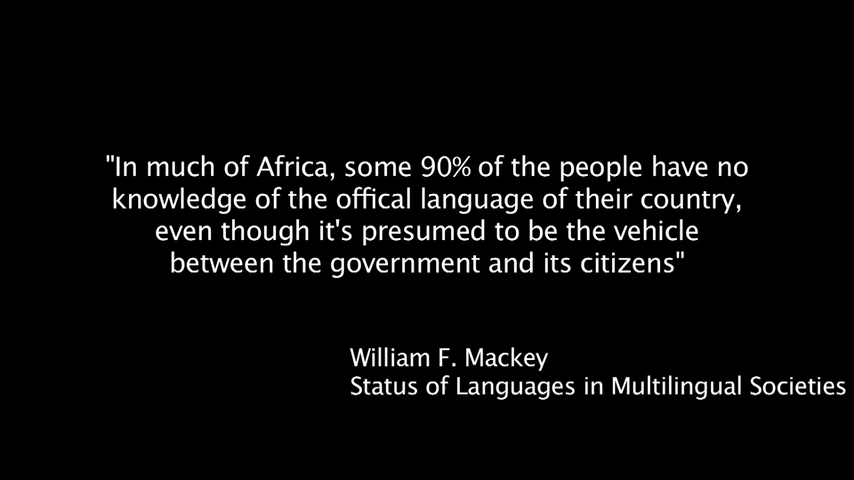 "In much of Africa, some 90% of the people have no
knowledge of the offical language of their country,
even though it's presumed to be the vehicle
between the government and its citizens"
William F. Mackey
Status of Languages in Multilingual Societies